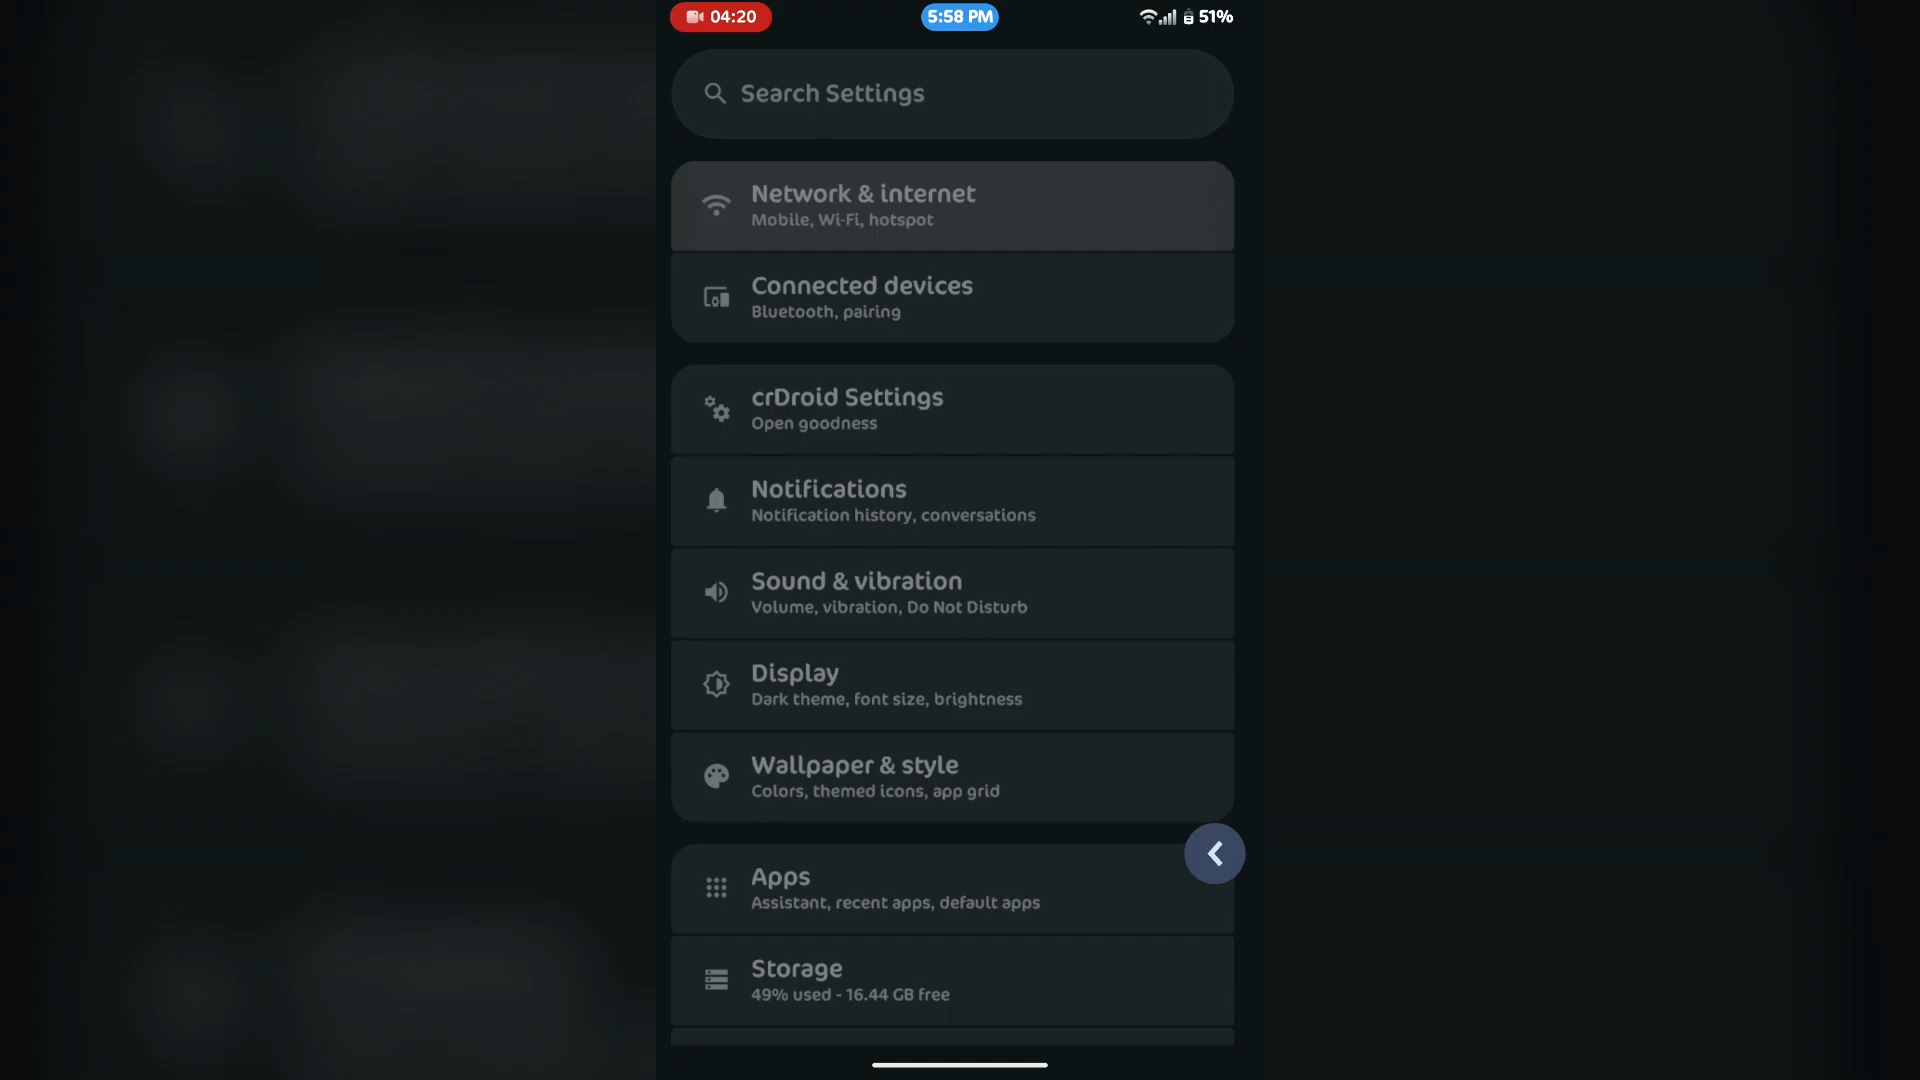 04:20
5:58 PM
51%
Search Settings
Network & internet
Mobile, Wi-Fi, hotspot
Connected devices
Bluetooth, pairing
crDroid Settings
Open goodness
Notifications
Notification history, conversations
Sound & vibration
Volume, vibration, Do Not Disturb
Display
Dark theme, font size, brightness
Wallpaper & style
Colors, themed icons, app grid
Apps
Assistant, recent apps, default apps
Storage
49% used - 16.44 GB free